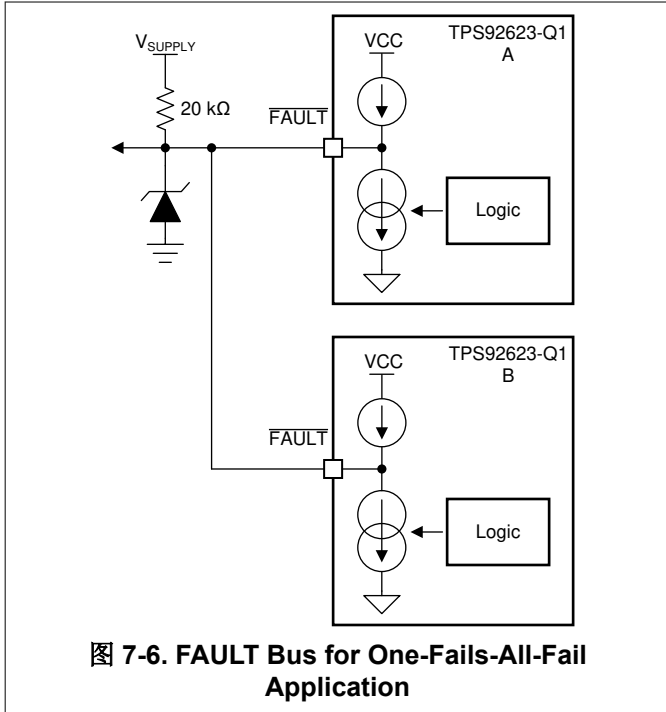 V_SUPPLY
20 kΩ
FAULT
VCC
TPS92623-Q1
A
Logic
FAULT
VCC
TPS92623-Q1
B
Logic
图 7-6. FAULT Bus for One-Fails-All-Fail
Application